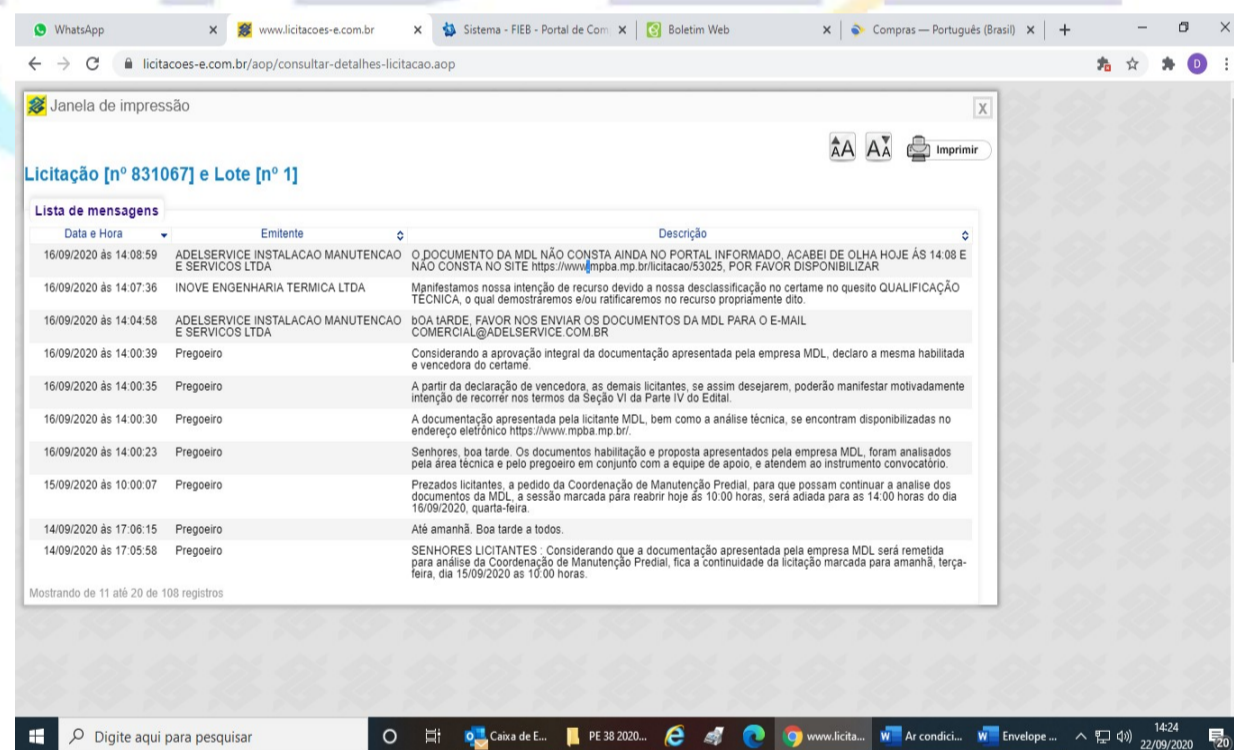 WhatsApp
www.licitacoes-e.com.br
Sistema - FIEB - Portal de Com
Boletim Web
Compras — Português (Brasil)
licitacoes-e.com.br/aop/consultar-detalhes-licitacao.aop
D
Janela de impressão
X
AA
AA
Imprimir
Licitação [nº 831067] e Lote [nº 1]
Lista de mensagens
Data e Hora
Emitente
Descrição
16/09/2020 às 14:08:59
ADELSERVICE INSTALACAO MANUTENCAO
E SERVICOS LTDA
O DOCUMENTO DA MDL NÃO CONSTA AINDA NO PORTAL INFORMADO, ACABEI DE OLHA HOJE ÁS 14:08 E
NÃO CONSTA NO SITE https://www.mpba.mp.br/licitacao/53025, POR FAVOR DISPONIBILIZAR
16/09/2020 às 14:07:36
INOVE ENGENHARIA TERMICA LTDA
Manifestamos nossa intenção de recurso devido a nossa desclassificação no certame no quesito QUALIFICAÇÃO
TÉCNICA, o qual demostraremos e/ou ratificaremos no recurso propriamente dito.
16/09/2020 às 14:04:58
ADELSERVICE INSTALACAO MANUTENCAO
E SERVICOS LTDA
bOA tARDE, FAVOR NOS ENVIAR OS DOCUMENTOS DA MDL PARA O E-MAIL
COMERCIAL@ADELSERVICE.COM.BR
16/09/2020 às 14:00:39
Pregoeiro
Considerando a aprovação integral da documentação apresentada pela empresa MDL, declaro a mesma habilitada
e vencedora do certame.
16/09/2020 às 14:00:35
Pregoeiro
A partir da declaração de vencedora, as demais licitantes, se assim desejarem, poderão manifestar motivadamente
intenção de recorrer nos termos da Seção VI da Parte IV do Edital.
16/09/2020 às 14:00:30
Pregoeiro
A documentação apresentada pela licitante MDL, bem como a análise técnica, se encontram disponibilizadas no
endereço eletrônico https://www.mpba.mp.br/.
16/09/2020 às 14:00:23
Pregoeiro
Senhores, boa tarde. Os documentos habilitação e proposta apresentados pela empresa MDL, foram analisados
pela área técnica e pelo pregoeiro em conjunto com a equipe de apoio, e atendem ao instrumento convocatório.
15/09/2020 às 10:00:07
Pregoeiro
Prezados licitantes, a pedido da Coordenação de Manutenção Predial, para que possam continuar a analise dos
documentos da MDL, a sessão marcada para reabrir hoje ás 10:00 horas, será adiada para as 14:00 horas do dia
16/09/2020, quarta-feira.
14/09/2020 às 17:06:15
Pregoeiro
Até amanhã. Boa tarde a todos.
14/09/2020 às 17:05:58
Pregoeiro
SENHORES LICITANTES : Considerando que a documentação apresentada pela empresa MDL será remetida
para análise da Coordenação de Manutenção Predial, fica a continuidade da licitação marcada para amanhã, terça-
feira, dia 15/09/2020 as 10:00 horas.
Mostrando de 11 até 20 de 108 registros
Digite aqui para pesquisar
Caixa de E...
PE 38 2020...
www.licita...
Ar condici...
Envelope ...
14:24
22/09/2020
20